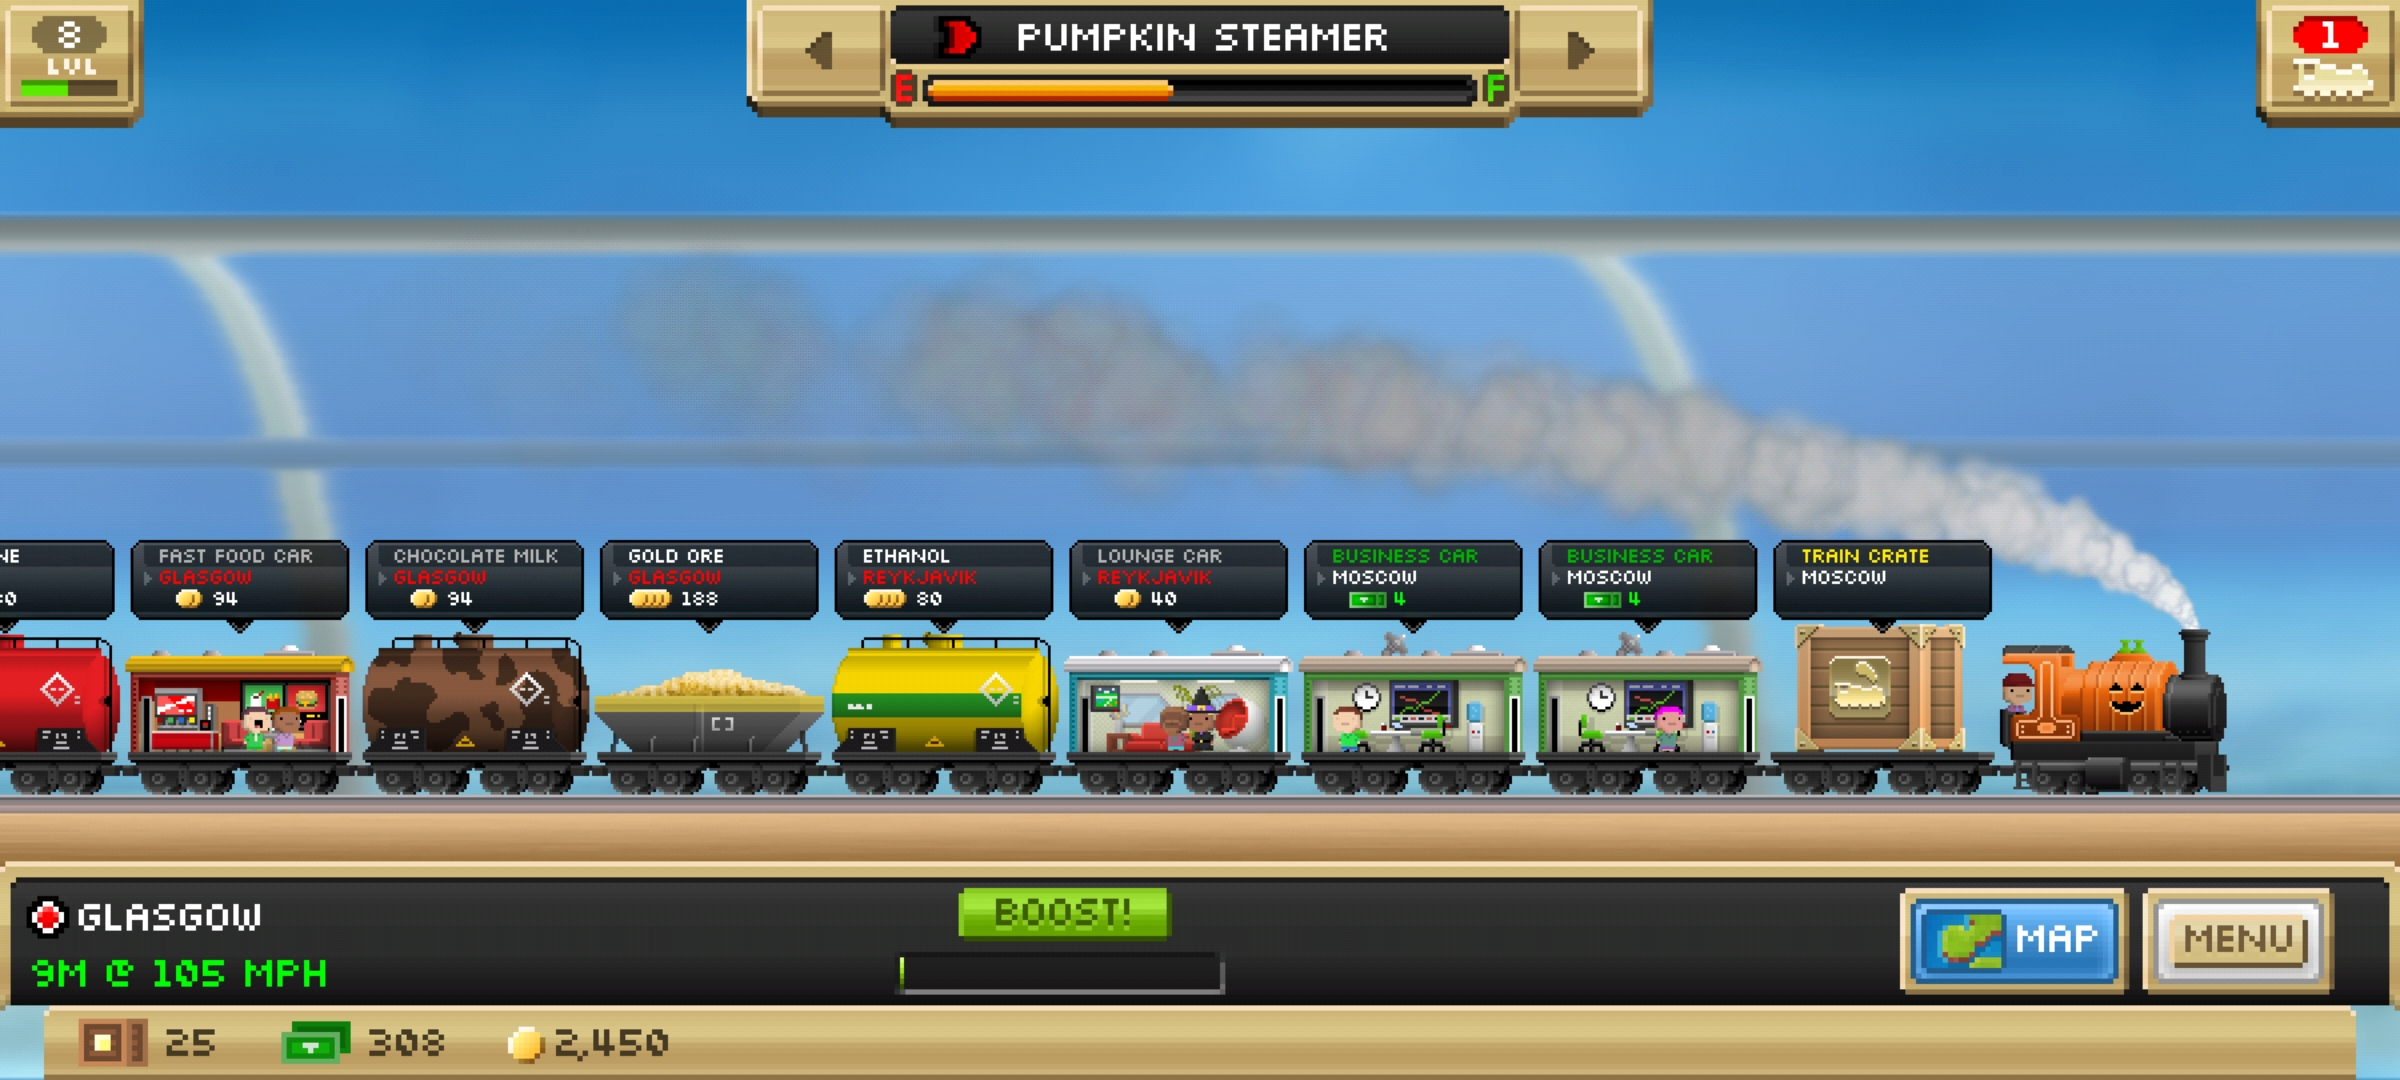 8
LVL
PUMPKIN STEAMER
E
F
1
NE
FAST FOOD CAR
GLASGOW
94
CHOCOLATE MILK
GLASGOW
94
GOLD ORE
GLASGOW
188
ETHANOL
REYKJAVIK
80
LOUNGE CAR
REYKJAVIK
40
BUSINESS CAR
MOSCOW
4
BUSINESS CAR
MOSCOW
4
TRAIN CRATE
MOSCOW
GLASGOW
9M @ 105 MPH
BOOST!
MAP
MENU
25
308
2,450